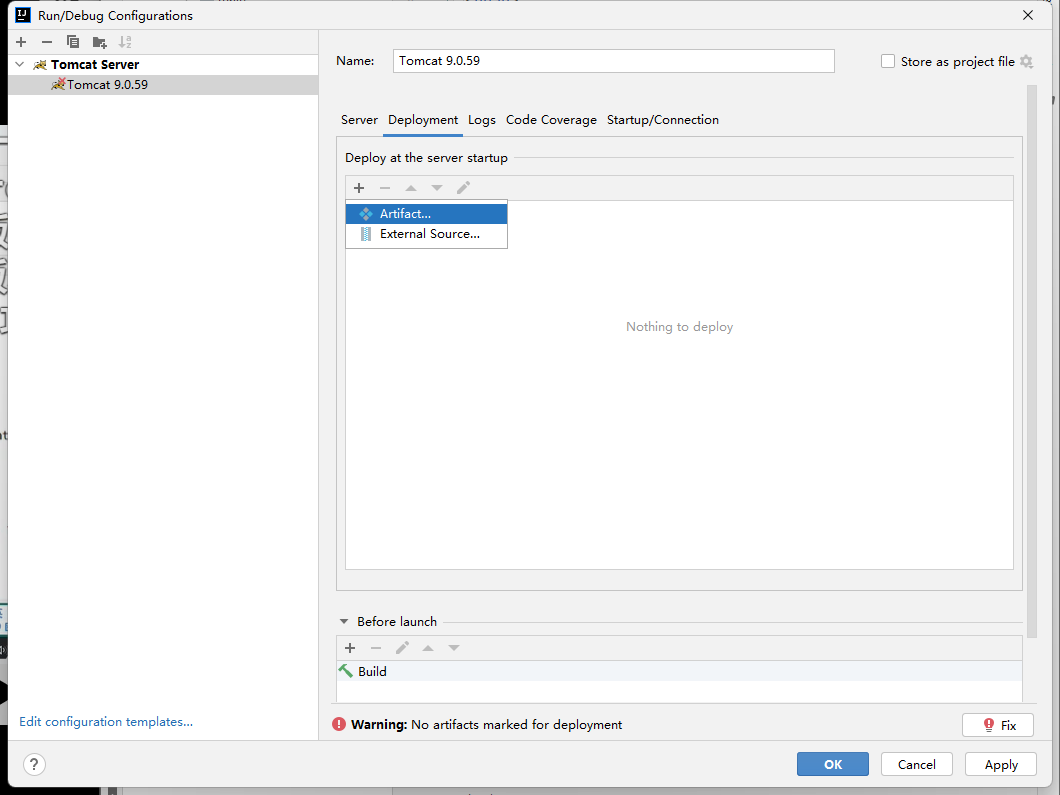 Run/Debug Configurations
Tomcat Server
Tomcat 9.0.59
Name:
Tomcat 9.0.59
Store as project file
Server
Deployment
Logs
Code Coverage
Startup/Connection
Deploy at the server startup
Artifact...
External Source...
Nothing to deploy
Before launch
Build
Edit configuration templates...
Warning: No artifacts marked for deployment
Fix
?
OK
Cancel
Apply